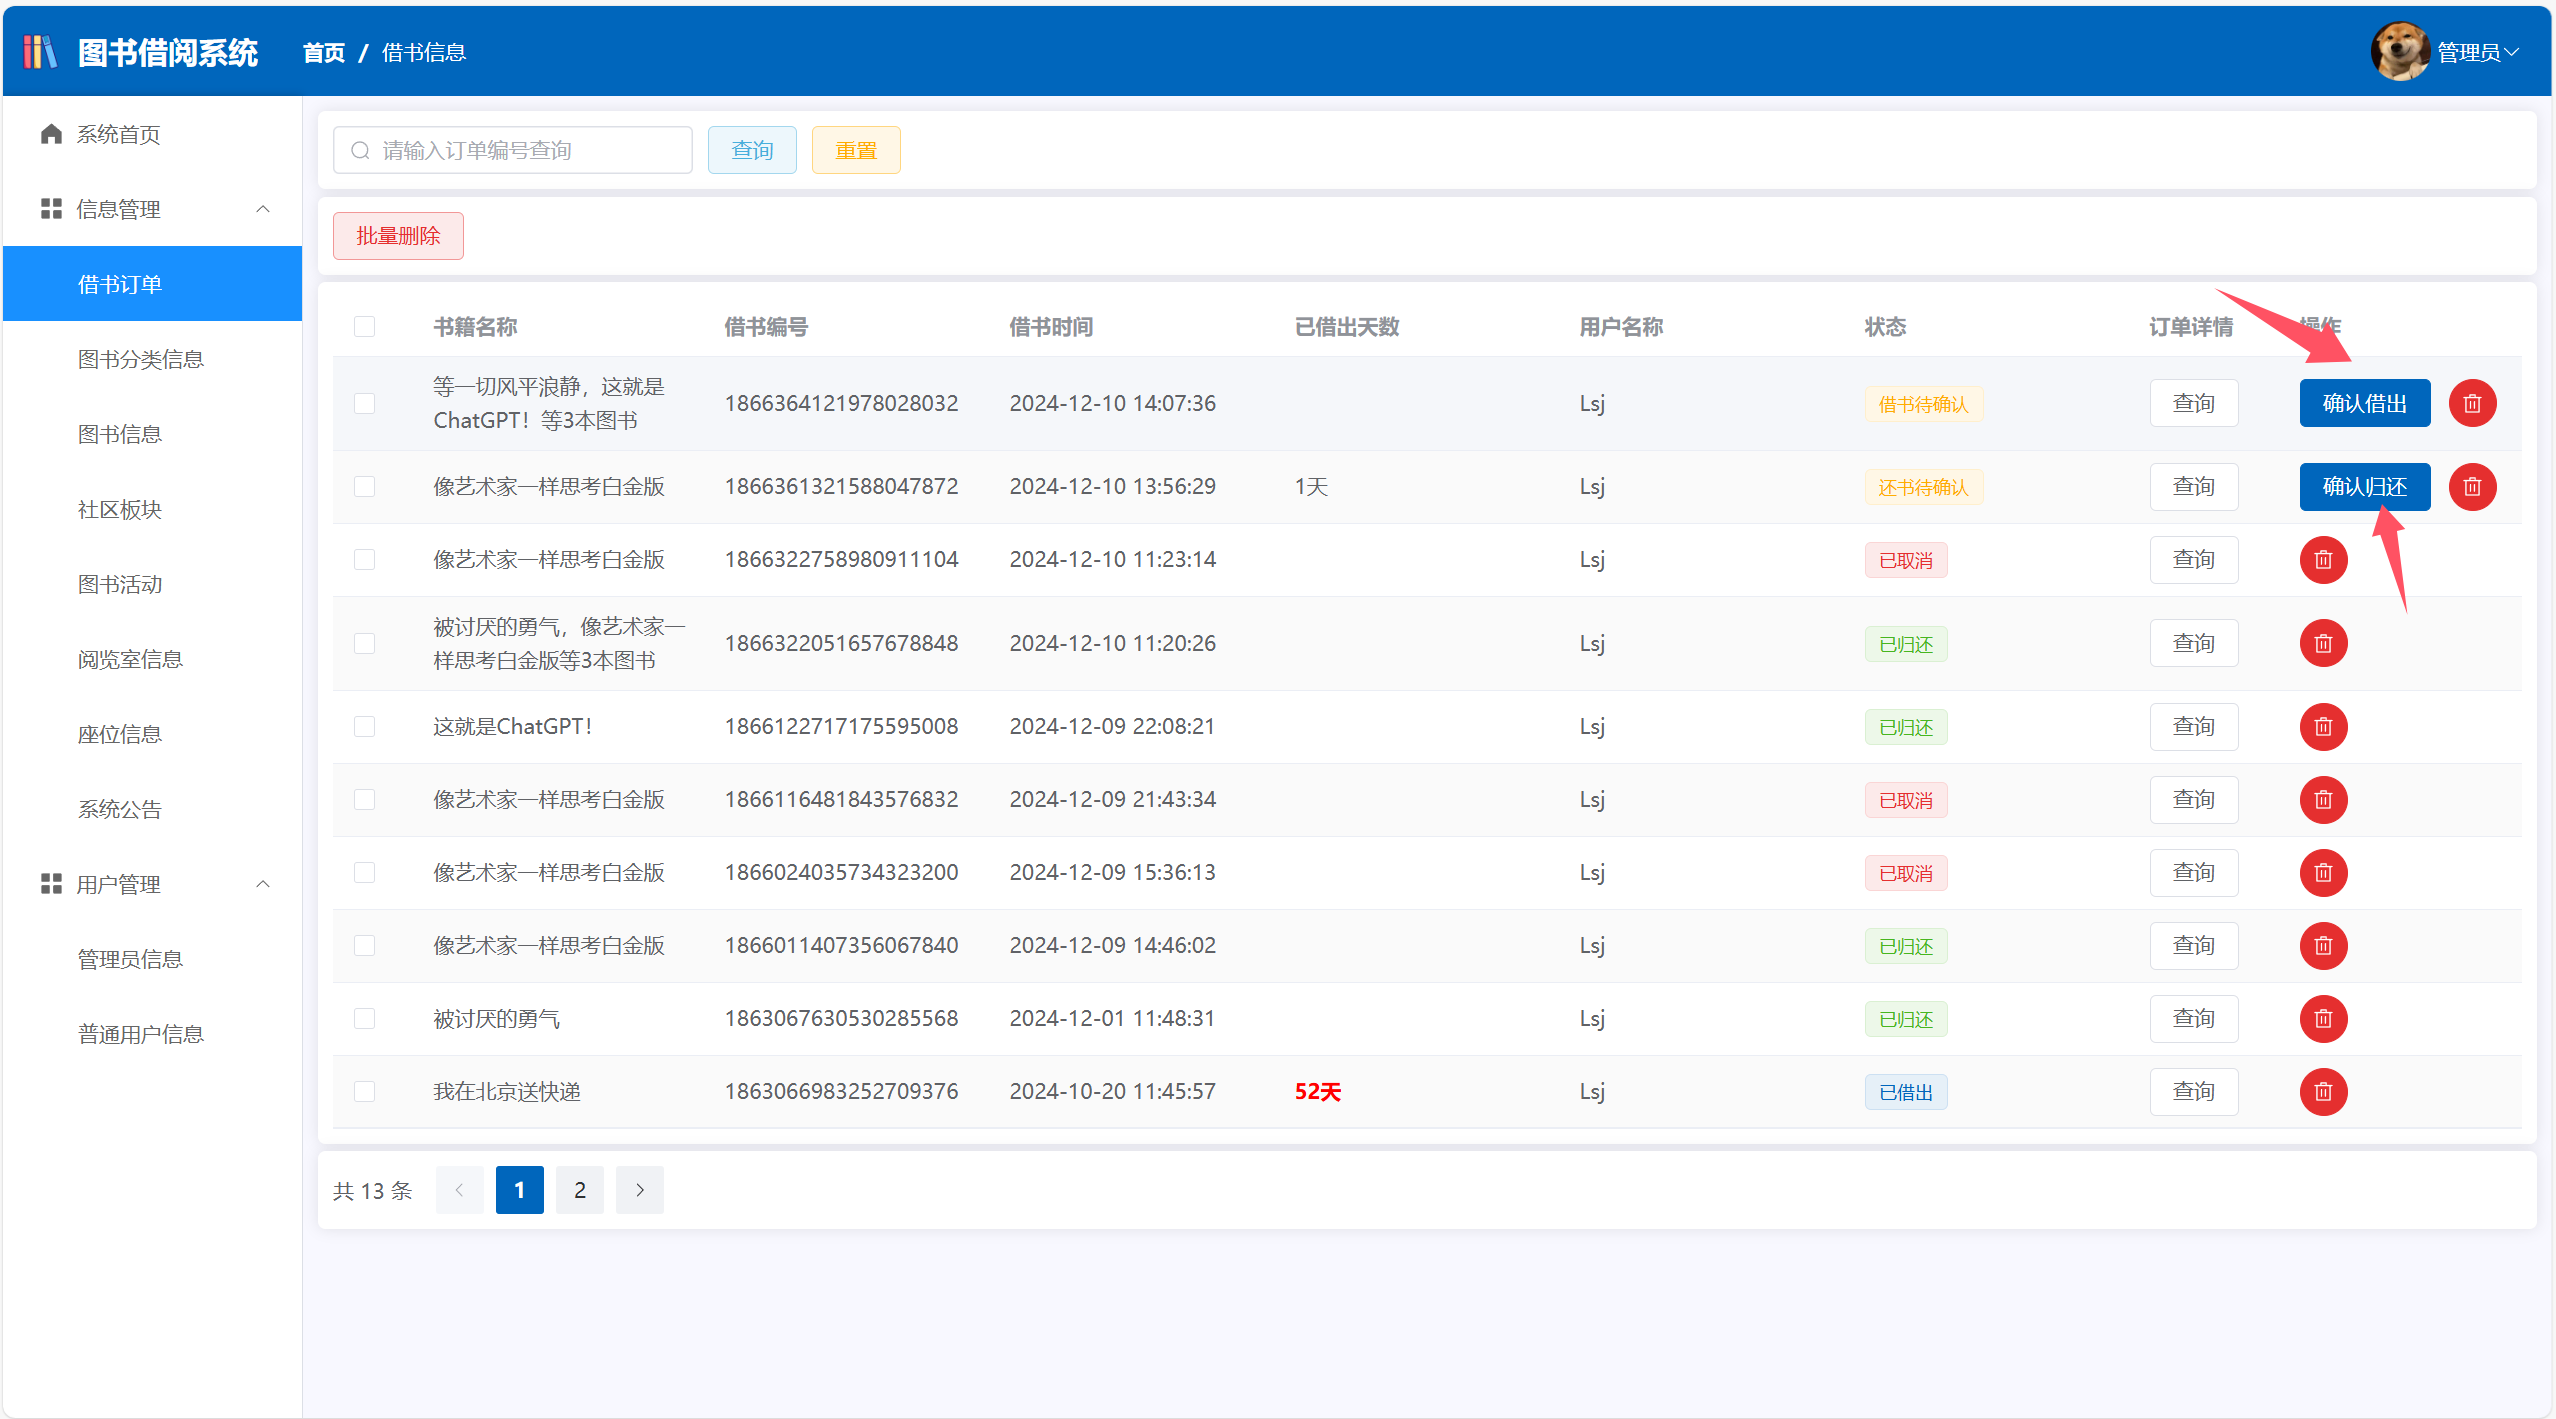 图书借阅系统 首页 / 借书信息 管理员
系统首页
信息管理
借书订单
图书分类信息
图书信息
社区板块
图书活动
阅览室信息
座位信息
系统公告
用户管理
管理员信息
普通用户信息
请输入订单编号查询 查询 重置
批量删除
书籍名称 借书编号 借书时间 已借出天数 用户名称 状态 订单详情 操作
等一切风平浪静，这就是
ChatGPT！等3本图书 1866364121978028032 2024-12-10 14:07:36 Lsj 借书待确认 查询 确认借出
像艺术家一样思考白金版 1866361321588047872 2024-12-10 13:56:29 1天 Lsj 还书待确认 查询 确认归还
像艺术家一样思考白金版 1866322758980911104 2024-12-10 11:23:14 Lsj 已取消 查询
被讨厌的勇气，像艺术家一
样思考白金版等3本图书 1866322051657678848 2024-12-10 11:20:26 Lsj 已归还 查询
这就是ChatGPT！ 1866122717175595008 2024-12-09 22:08:21 Lsj 已归还 查询
像艺术家一样思考白金版 1866116481843576832 2024-12-09 21:43:34 Lsj 已取消 查询
像艺术家一样思考白金版 1866024035734323200 2024-12-09 15:36:13 Lsj 已取消 查询
像艺术家一样思考白金版 1866011407356067840 2024-12-09 14:46:02 Lsj 已归还 查询
被讨厌的勇气 1863067630530285568 2024-12-01 11:48:31 Lsj 已归还 查询
我在北京送快递 1863066983252709376 2024-10-20 11:45:57 52天 Lsj 已借出 查询
共 13 条 1 2